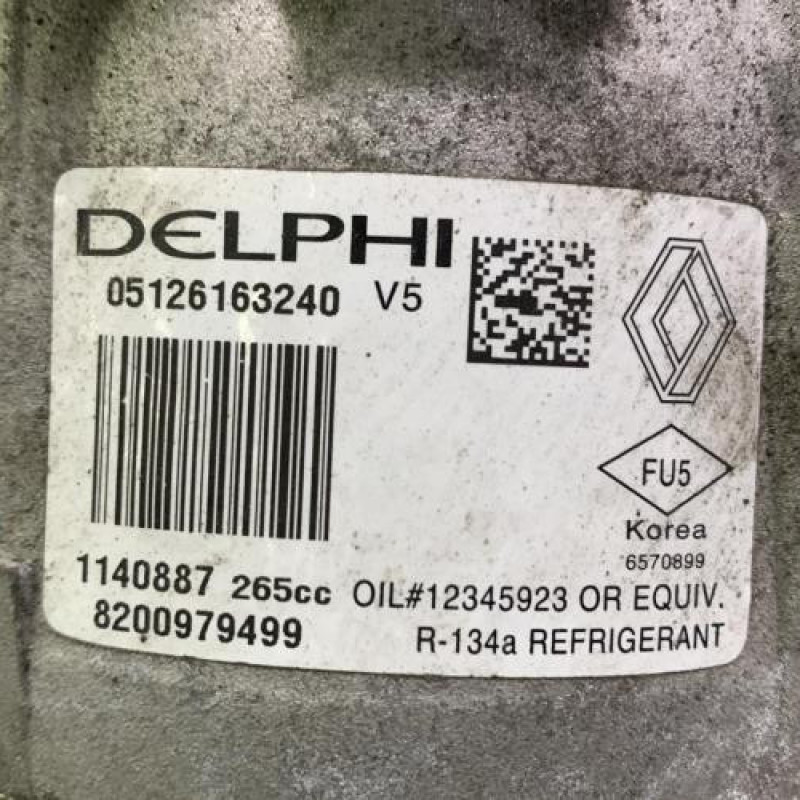 DELPHI
05126163240 V5
FU5
Korea
6570899
1140887 265cc OIL#12345923 OR EQUIV.
8200979499 R-134a REFRIGERANT